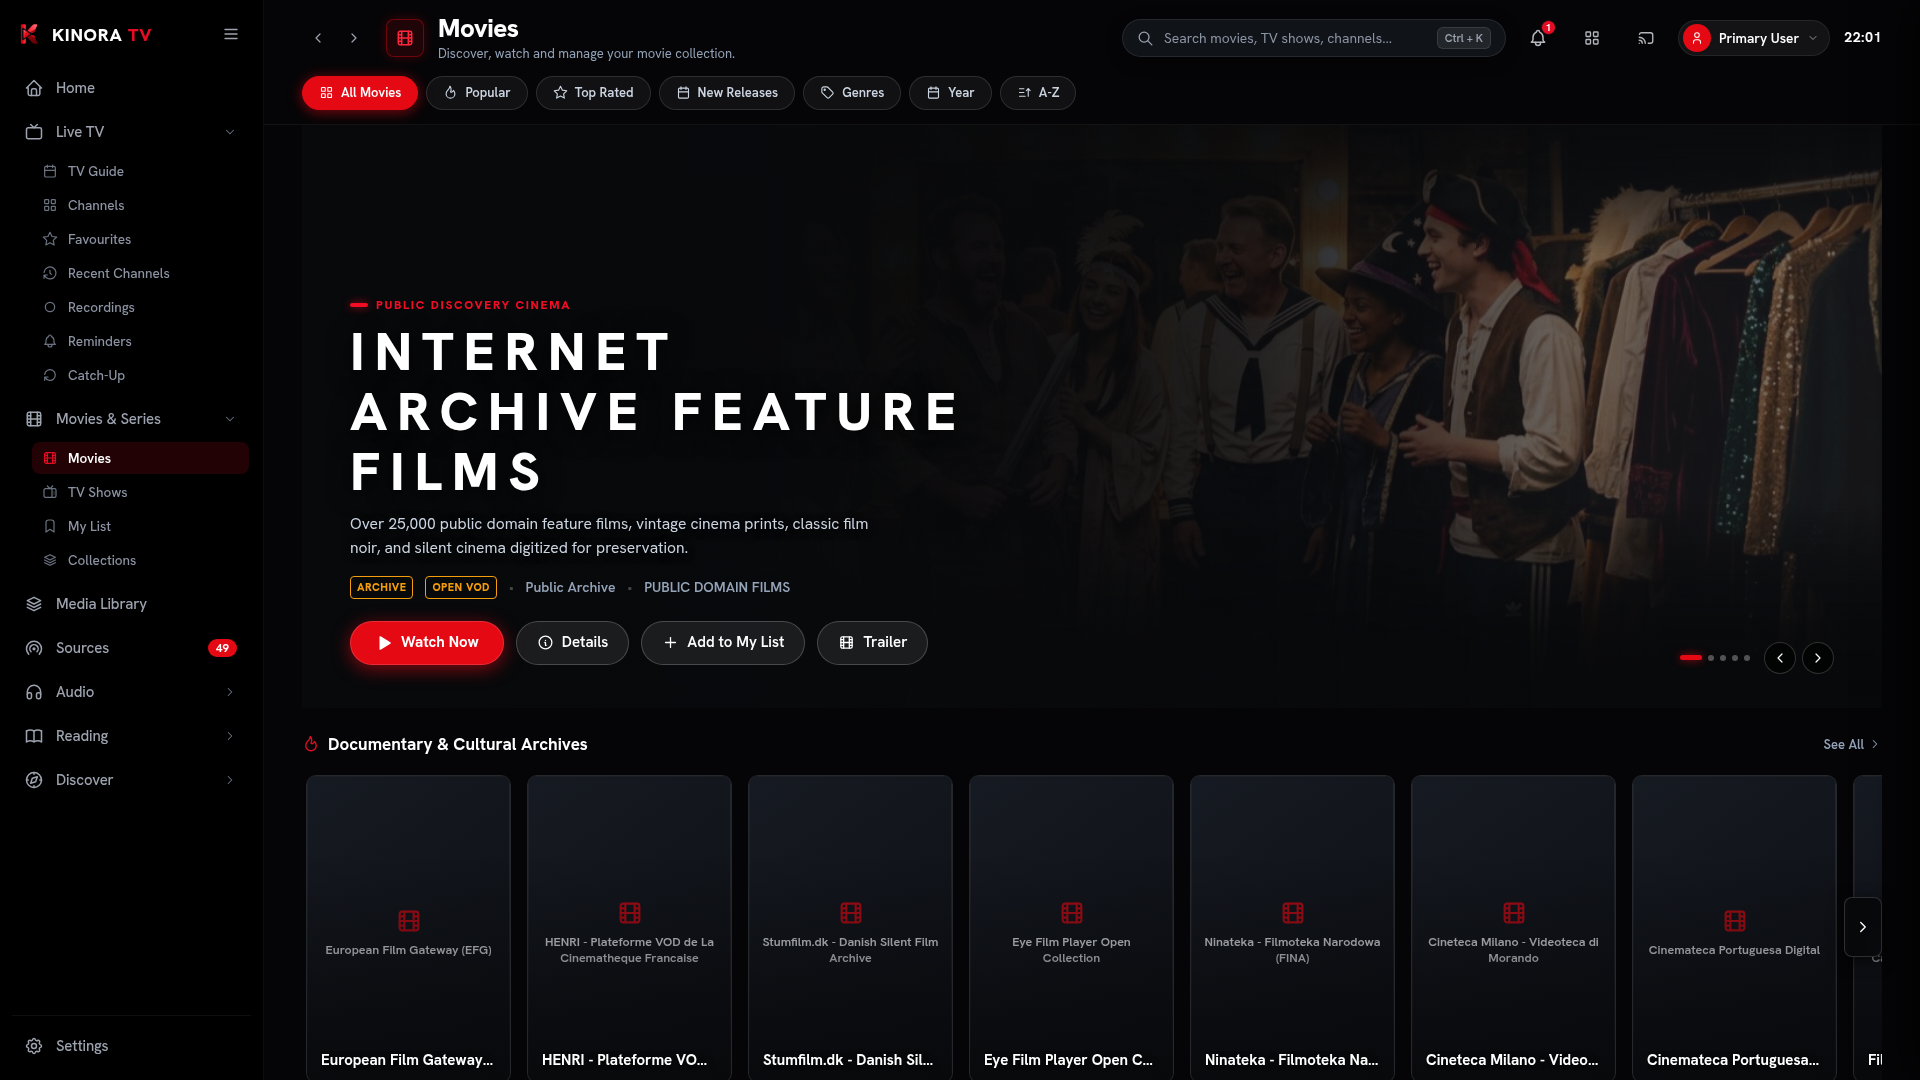 KINORA TV
Home
Live TV
TV Guide
Channels
Favourites
Recent Channels
Recordings
Reminders
Catch-Up
Movies & Series
Movies
TV Shows
My List
Collections
Media Library
Sources 49
Audio
Reading
Discover
Settings
Movies
Discover, watch and manage your movie collection.
Search movies, TV shows, channels... Ctrl + K
1
Primary User
22:01
All Movies Popular Top Rated New Releases Genres Year A-Z
PUBLIC DISCOVERY CINEMA
INTERNET
ARCHIVE FEATURE
FILMS
Over 25,000 public domain feature films, vintage cinema prints, classic film
noir, and silent cinema digitized for preservation.
ARCHIVE OPEN VOD • Public Archive • PUBLIC DOMAIN FILMS
Watch Now Details Add to My List Trailer
Documentary & Cultural Archives See All
European Film Gateway (EFG)
European Film Gateway...
HENRI - Plateforme VOD de La
Cinematheque Francaise
HENRI - Plateforme VO...
Stumfilm.dk - Danish Silent Film
Archive
Stumfilm.dk - Danish Sil...
Eye Film Player Open
Collection
Eye Film Player Open C...
Ninateka - Filmoteka Narodowa
(FINA)
Ninateka - Filmoteka Na...
Cineteca Milano - Videoteca di
Morando
Cineteca Milano - Video...
Cinemateca Portuguesa Digital
Cinemateca Portuguesa...